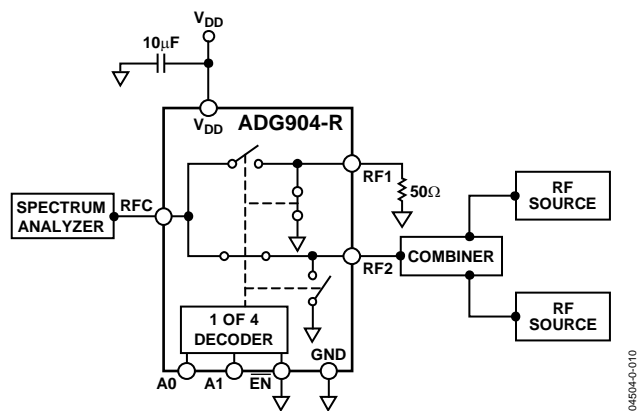 VDD
10μF
VDD
ADG904-R
RF1
50Ω
RFC
SPECTRUM
ANALYZER
RF
SOURCE
RF2
COMBINER
RF
SOURCE
1 OF 4
DECODER
GND
A0
A1
EN
04504-0-010